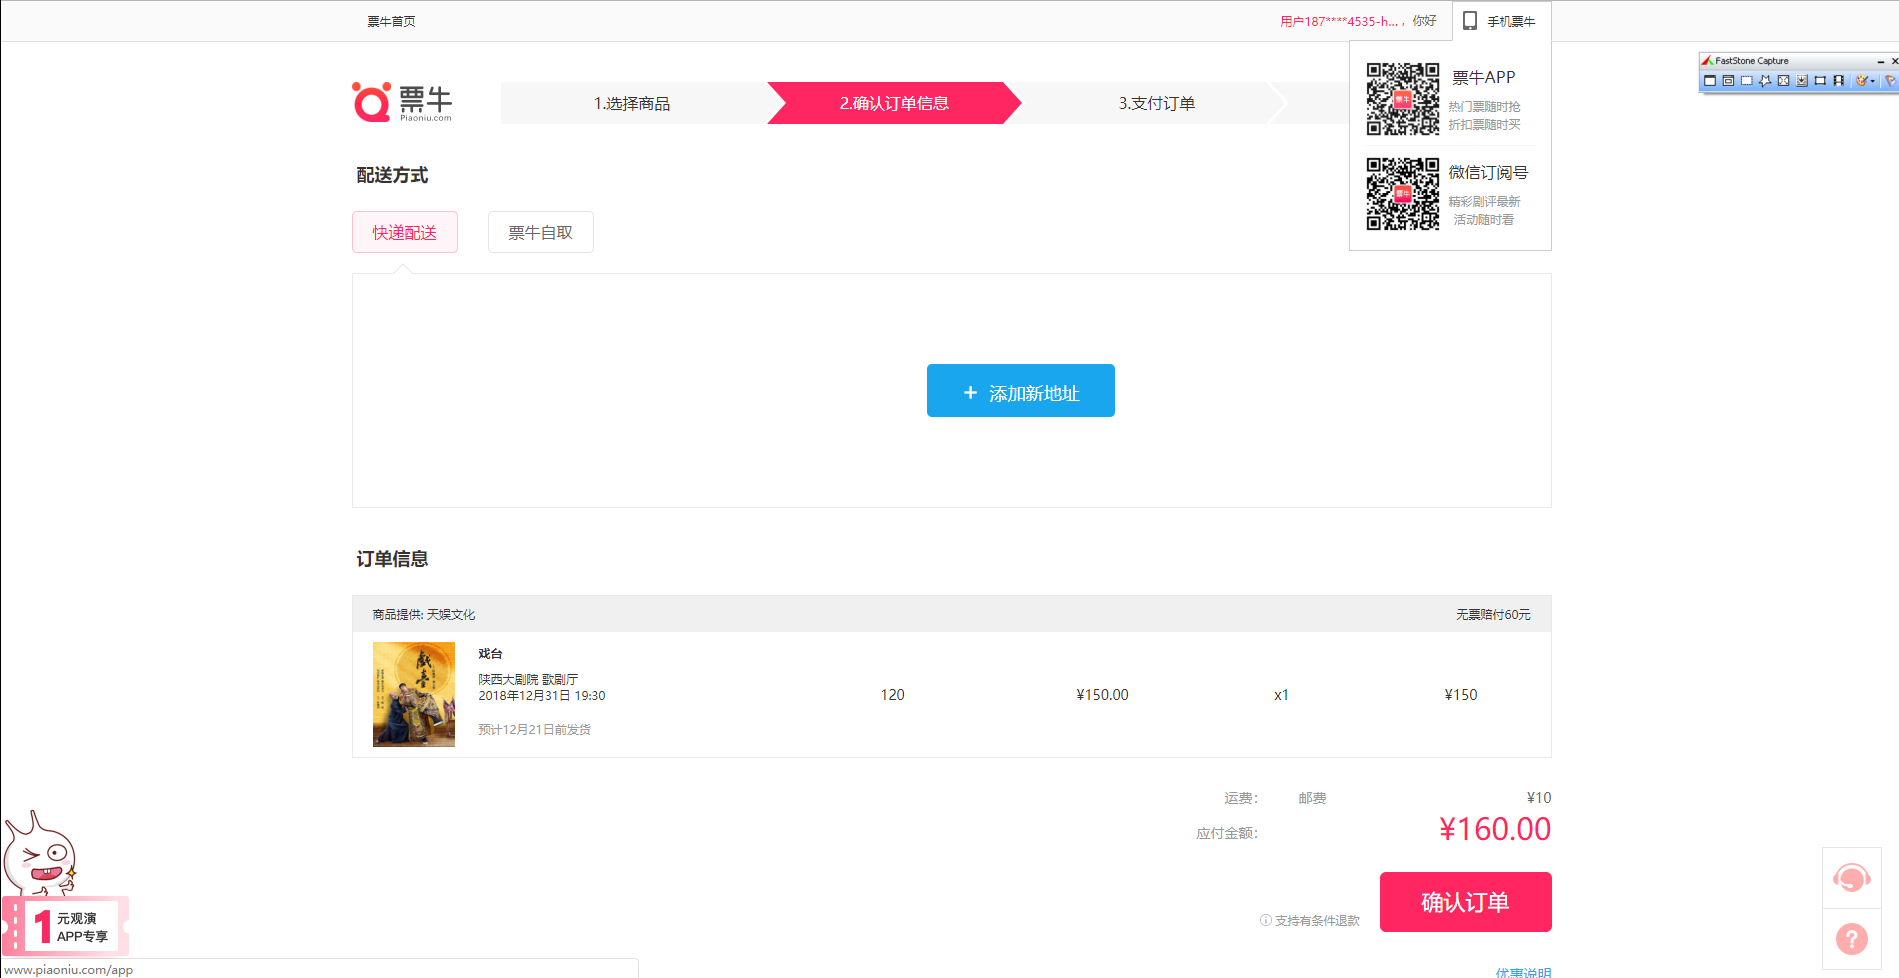 票牛首页
用户187****4535-h...，你好
手机票牛
FastStone Capture
票牛
Piaoniu.com
1.选择商品
2.确认订单信息
3.支付订单
票牛APP
热门票随时抢
折扣票随时买
票牛
微信订阅号
精彩剧评最新
活动随时看
票牛
配送方式
快递配送
票牛自取
+ 添加新地址
订单信息
商品提供: 天娱文化
无票赔付60元
戏台
陕西大剧院 歌剧厅
2018年12月31日 19:30
预计12月21日前发货
120
¥150.00
x1
¥150
戲臺
运费：
邮费
¥10
应付金额：
¥160.00
支持有条件退款
确认订单
优惠说明
1
元观演
APP专享
?
www.piaoniu.com/app